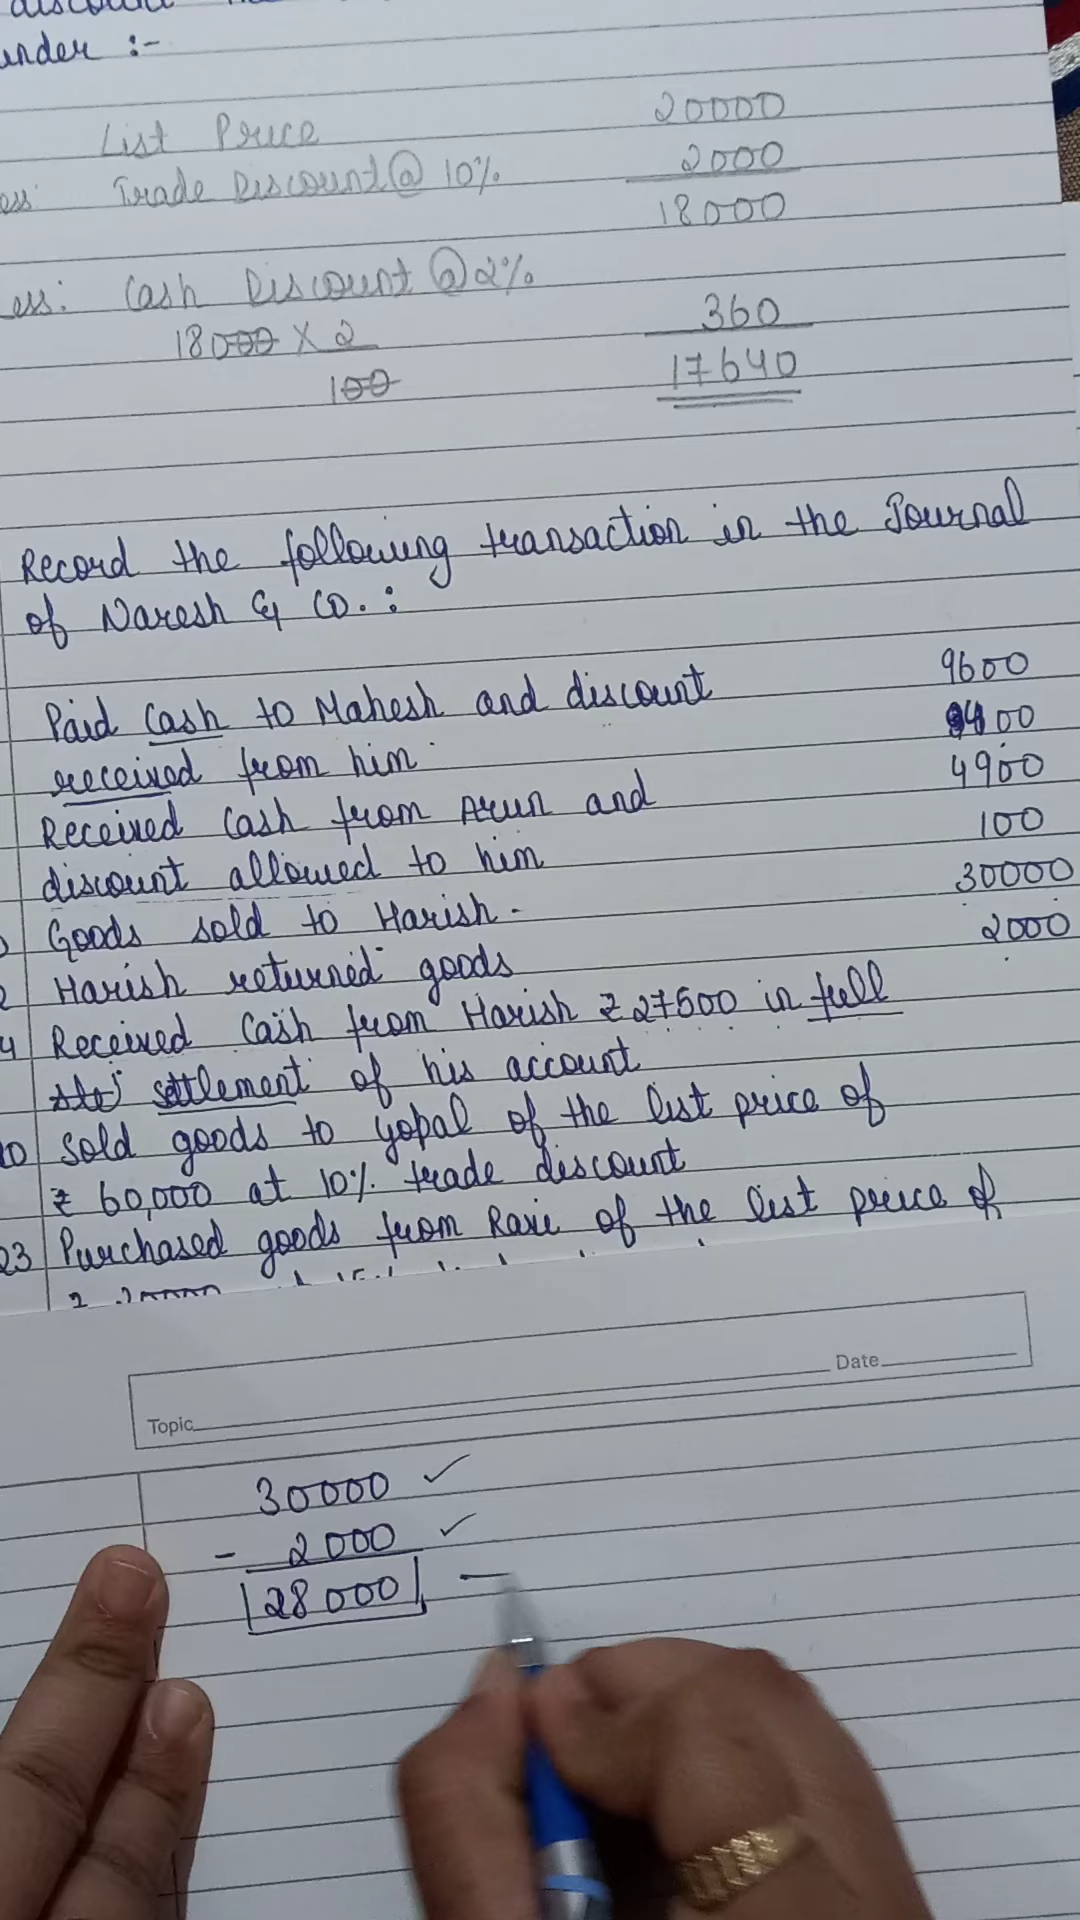 under :-
List Price 20000
ess: Trade Discount @ 10% 2000
18000
ess: Cash Discount @ 2%
18000 X 2 360
100 17640
Record the following transaction in the Journal
of Naresh & CO. :
Paid Cash to Mahesh and discount 9600
received from him 400
Received Cash from Arun and 4900
discount allowed to him 100
Goods sold to Harish. 30000
2 Harish returned goods 2000
4 Received Cash from Harish ₹ 27500 in full
settlement of his account
10 Sold goods to Yopal of the list price of
₹ 60,000 at 10% trade discount
23 Purchased goods from Ravi of the list price of
Date
Topic
30000 ✓
- 2000 ✓
28000 —